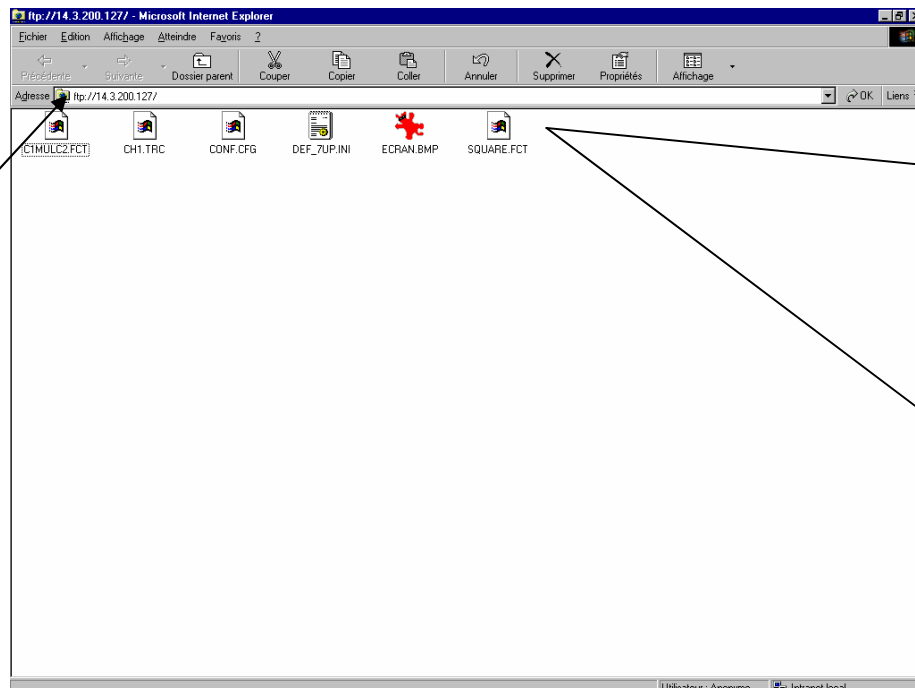 ftp://14.3.200.127/ - Microsoft Internet Explorer
Fichier Edition Affichage Atteindre Favoris ?
Précédente Suivante Dossier parent Couper Copier Coller Annuler Supprimer Propriétés Affichage
Adresse ftp://14.3.200.127/ OK Liens
C1MULC2.FCT CH1.TRC CONF.CFG DEF_7UP.INI ECRAN.BMP SQUARE.FCT
Utilisateur : Anonyme Intranet local